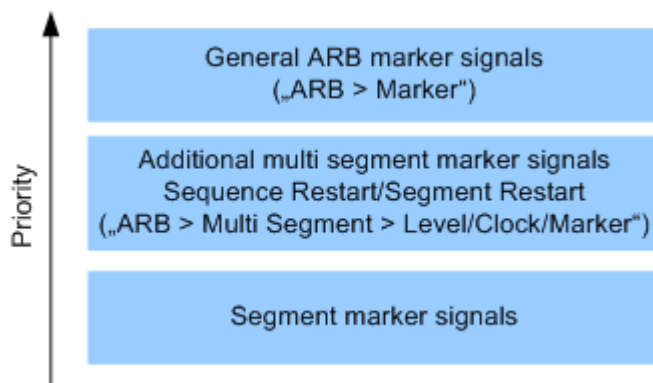 Priority
General ARB marker signals
(„ARB > Marker“)
Additional multi segment marker signals
Sequence Restart/Segment Restart
(„ARB > Multi Segment > Level/Clock/Marker“)
Segment marker signals